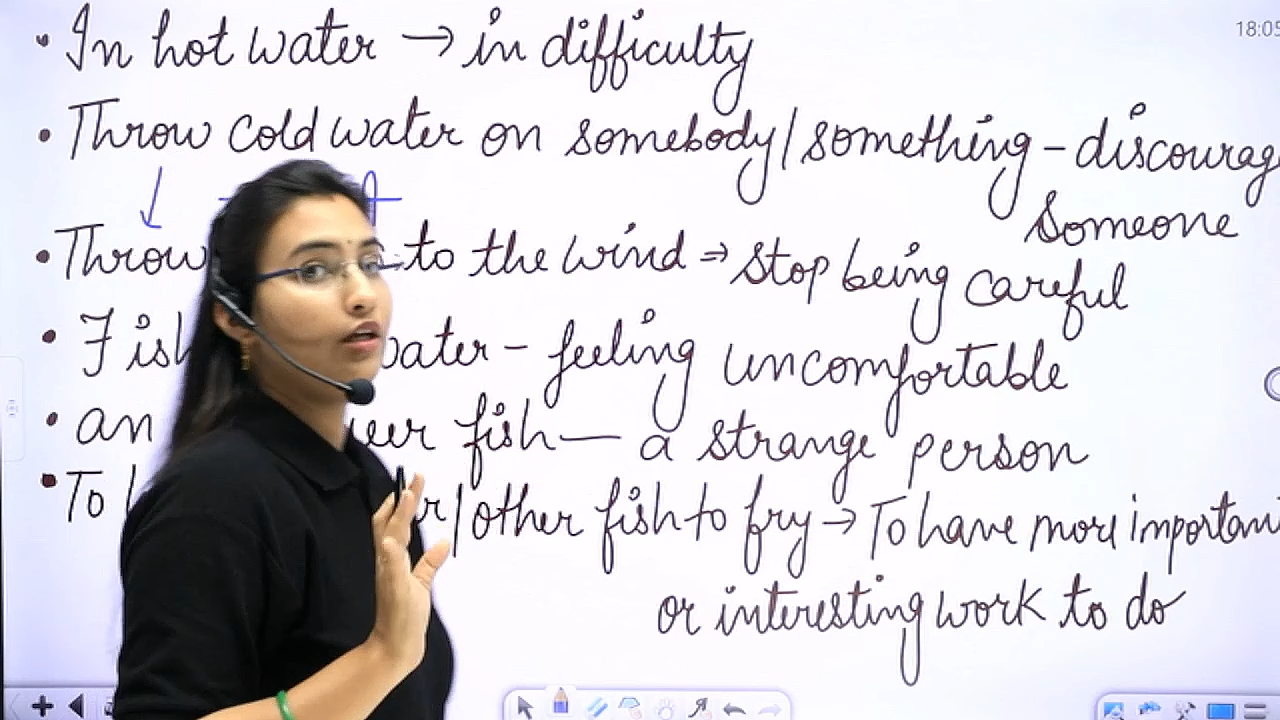 18:05
• In hot water → in difficulty
• Throw cold water on somebody/something - discourag
someone
• Throw to the wind ⇒ stop being careful
• Fish water - feeling uncomfortable
• an fish — a strange person
• To /other fish to fry → To have more important
or interesting work to do